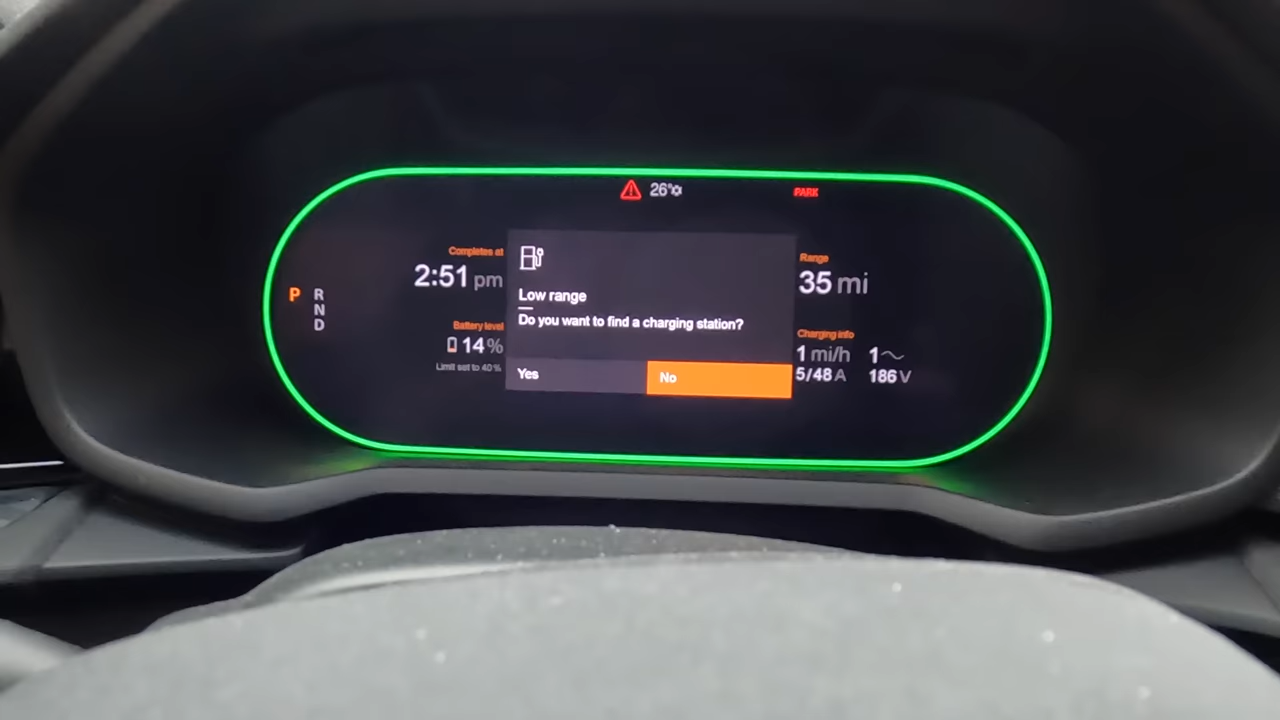 26°
PARK
Completes at
2:51 pm
P R
N
D
Battery level
14 %
Limit set to 40 %
Low range
Do you want to find a charging station?
Yes
No
Range
35 mi
Charging info
1 mi/h 1~
5/48 A 186 V